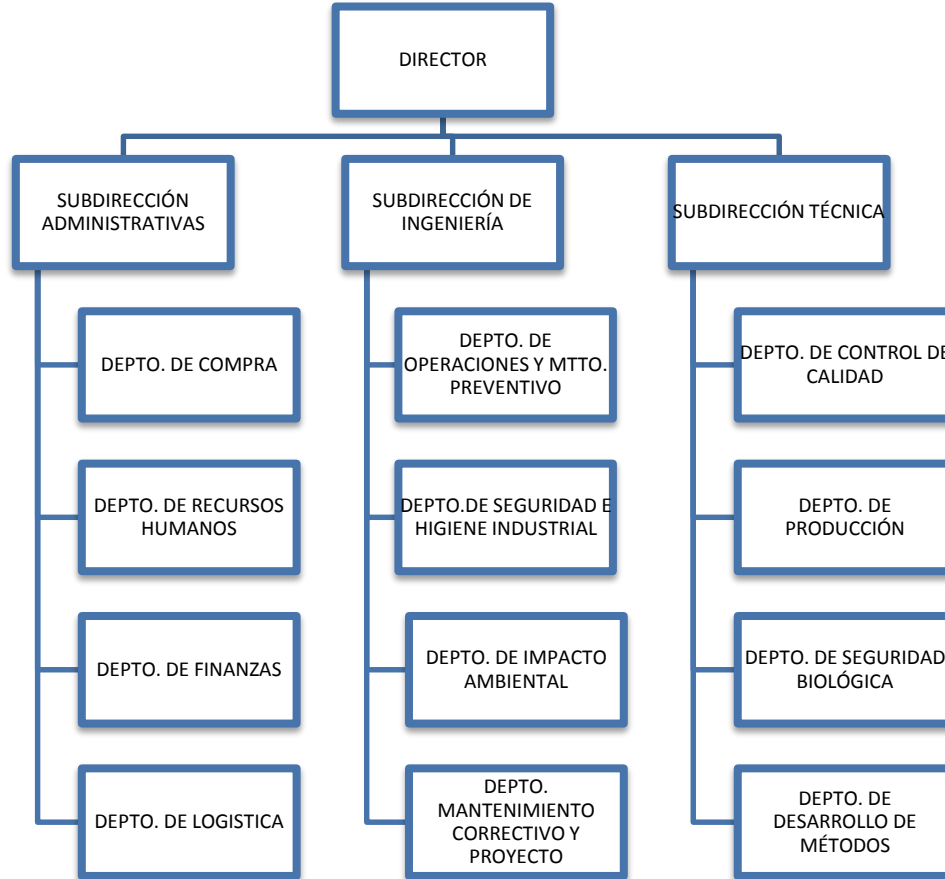 DIRECTOR
SUBDIRECCIÓN
ADMINISTRATIVAS
SUBDIRECCIÓN DE
INGENIERÍA
SUBDIRECCIÓN TÉCNICA
DEPTO. DE COMPRA
DEPTO. DE RECURSOS
HUMANOS
DEPTO. DE FINANZAS
DEPTO. DE LOGISTICA
DEPTO. DE
OPERACIONES Y MTTO.
PREVENTIVO
DEPTO.DE SEGURIDAD E
HIGIENE INDUSTRIAL
DEPTO. DE IMPACTO
AMBIENTAL
DEPTO.
MANTENIMIENTO
CORRECTIVO Y
PROYECTO
DEPTO. DE CONTROL DE
CALIDAD
DEPTO. DE
PRODUCCIÓN
DEPTO. DE SEGURIDAD
BIOLÓGICA
DEPTO. DE
DESARROLLO DE
MÉTODOS